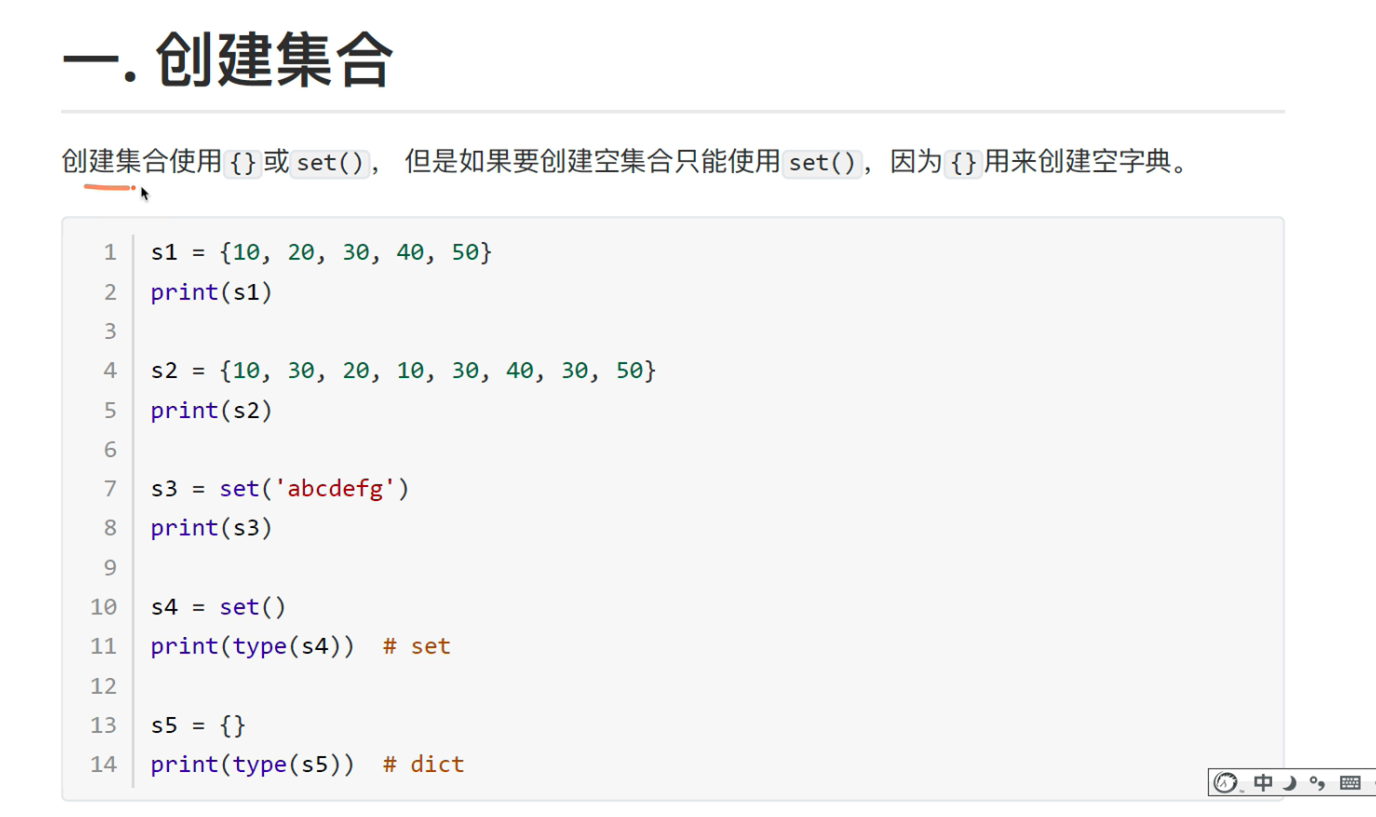 一. 创建集合
创建集合使用{}或set()， 但是如果要创建空集合只能使用set()，因为{}用来创建空字典。
1 s1 = {10, 20, 30, 40, 50}
2 print(s1)
3
4 s2 = {10, 30, 20, 10, 30, 40, 30, 50}
5 print(s2)
6
7 s3 = set('abcdefg')
8 print(s3)
9
10 s4 = set()
11 print(type(s4))  # set
12
13 s5 = {}
14 print(type(s5))  # dict
中